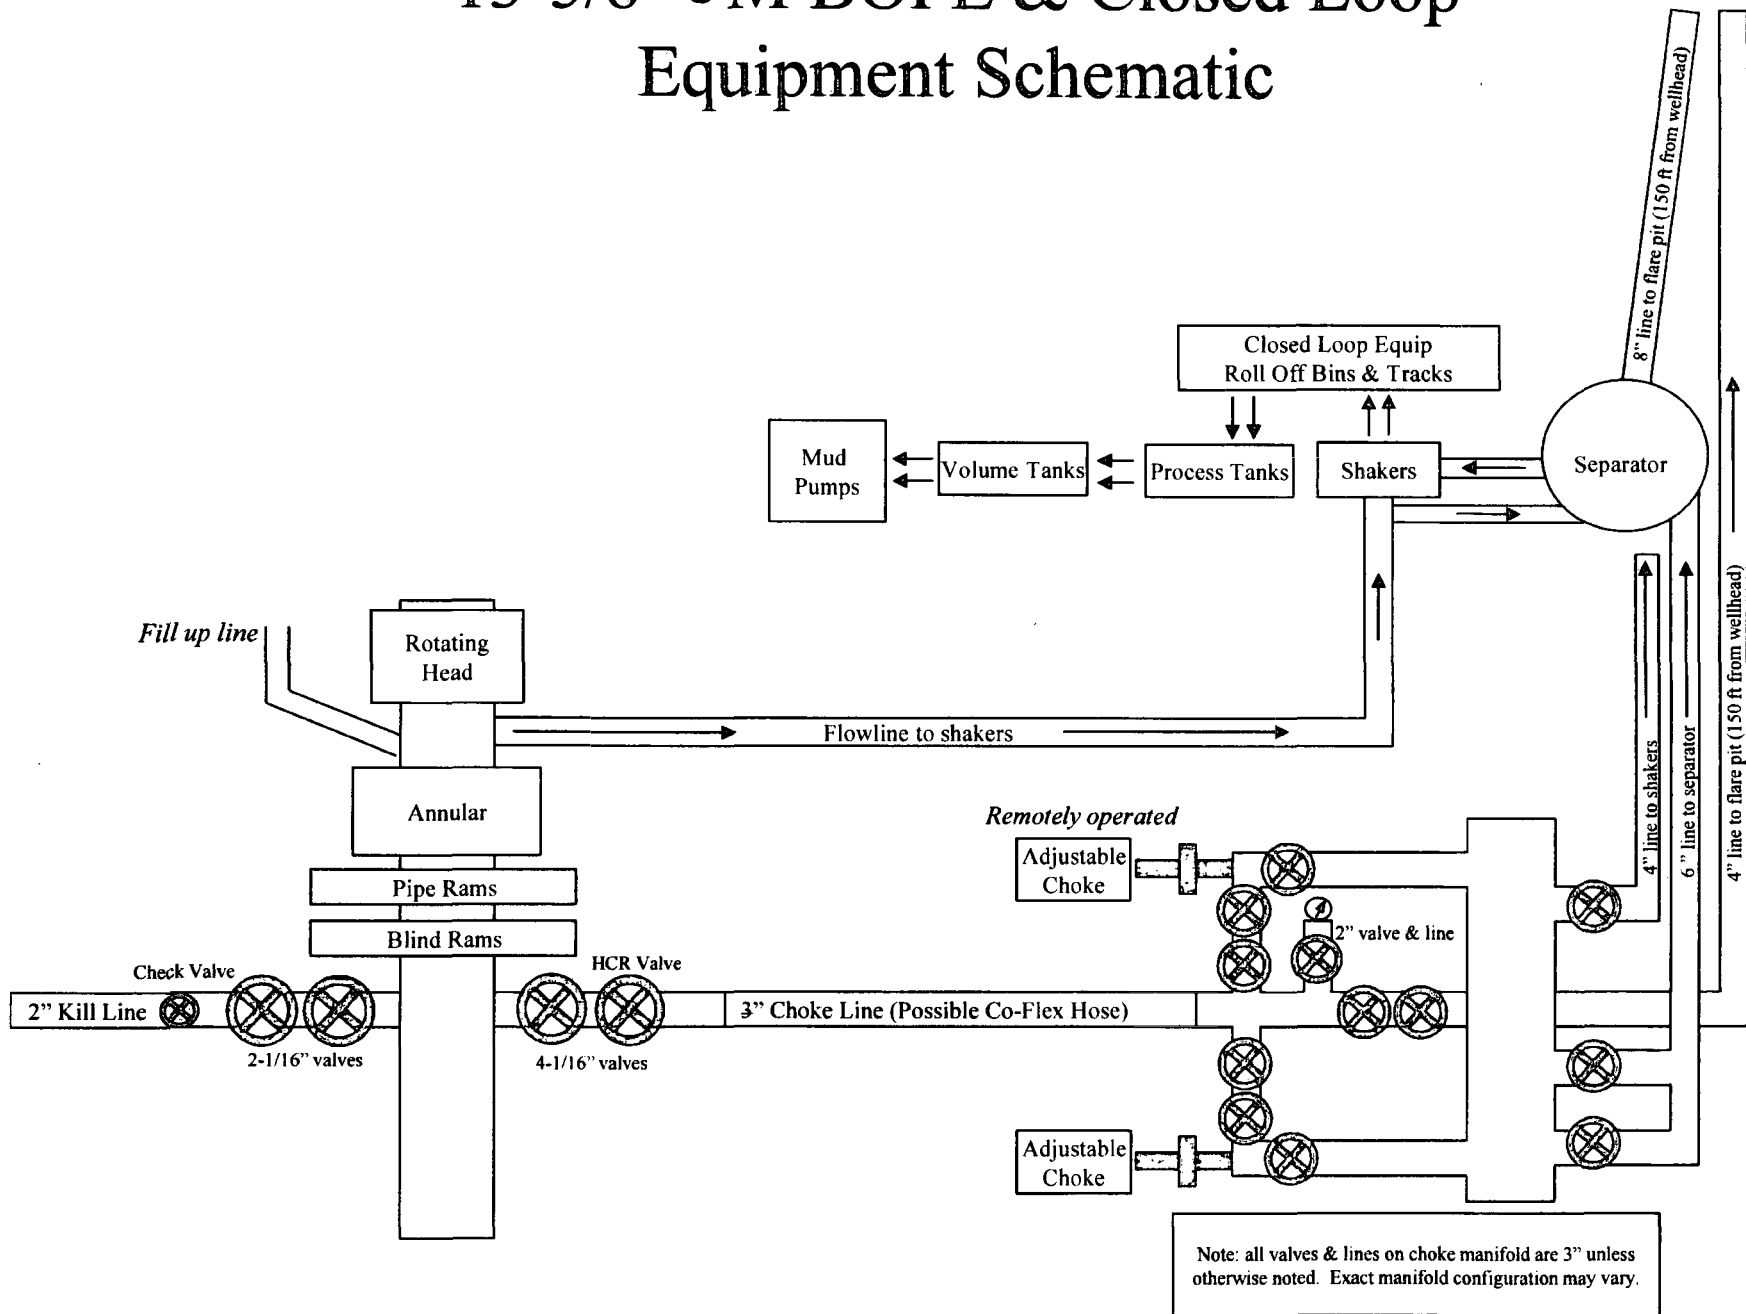 BOPE & Closed Loop
Equipment Schematic
8” line to flare pit (150 ft from wellhead)
Closed Loop Equip
Roll Off Bins & Tracks
Mud
Pumps
Volume Tanks
Process Tanks
Shakers
Separator
Fill up line
Rotating
Head
Flowline to shakers
Annular
Pipe Rams
Blind Rams
Remotely operated
Adjustable
Choke
4” line to shakers
6 ” line to separator
4” line to flare pit (150 ft from wellhead)
2” valve & line
Check Valve
HCR Valve
2” Kill Line
3” Choke Line (Possible Co-Flex Hose)
2-1/16” valves
4-1/16” valves
Adjustable
Choke
Note: all valves & lines on choke manifold are 3” unless
otherwise noted.  Exact manifold configuration may vary.